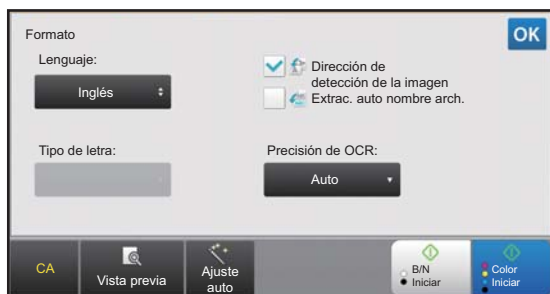 OK
Formato
Lenguaje:
Inglés
Dirección de
detección de la imagen
Extrac. auto nombre arch.
Tipo de letra:
Precisión de OCR:
Auto
CA
Vista previa
Ajuste
auto
B/N
Iniciar
Color
Iniciar